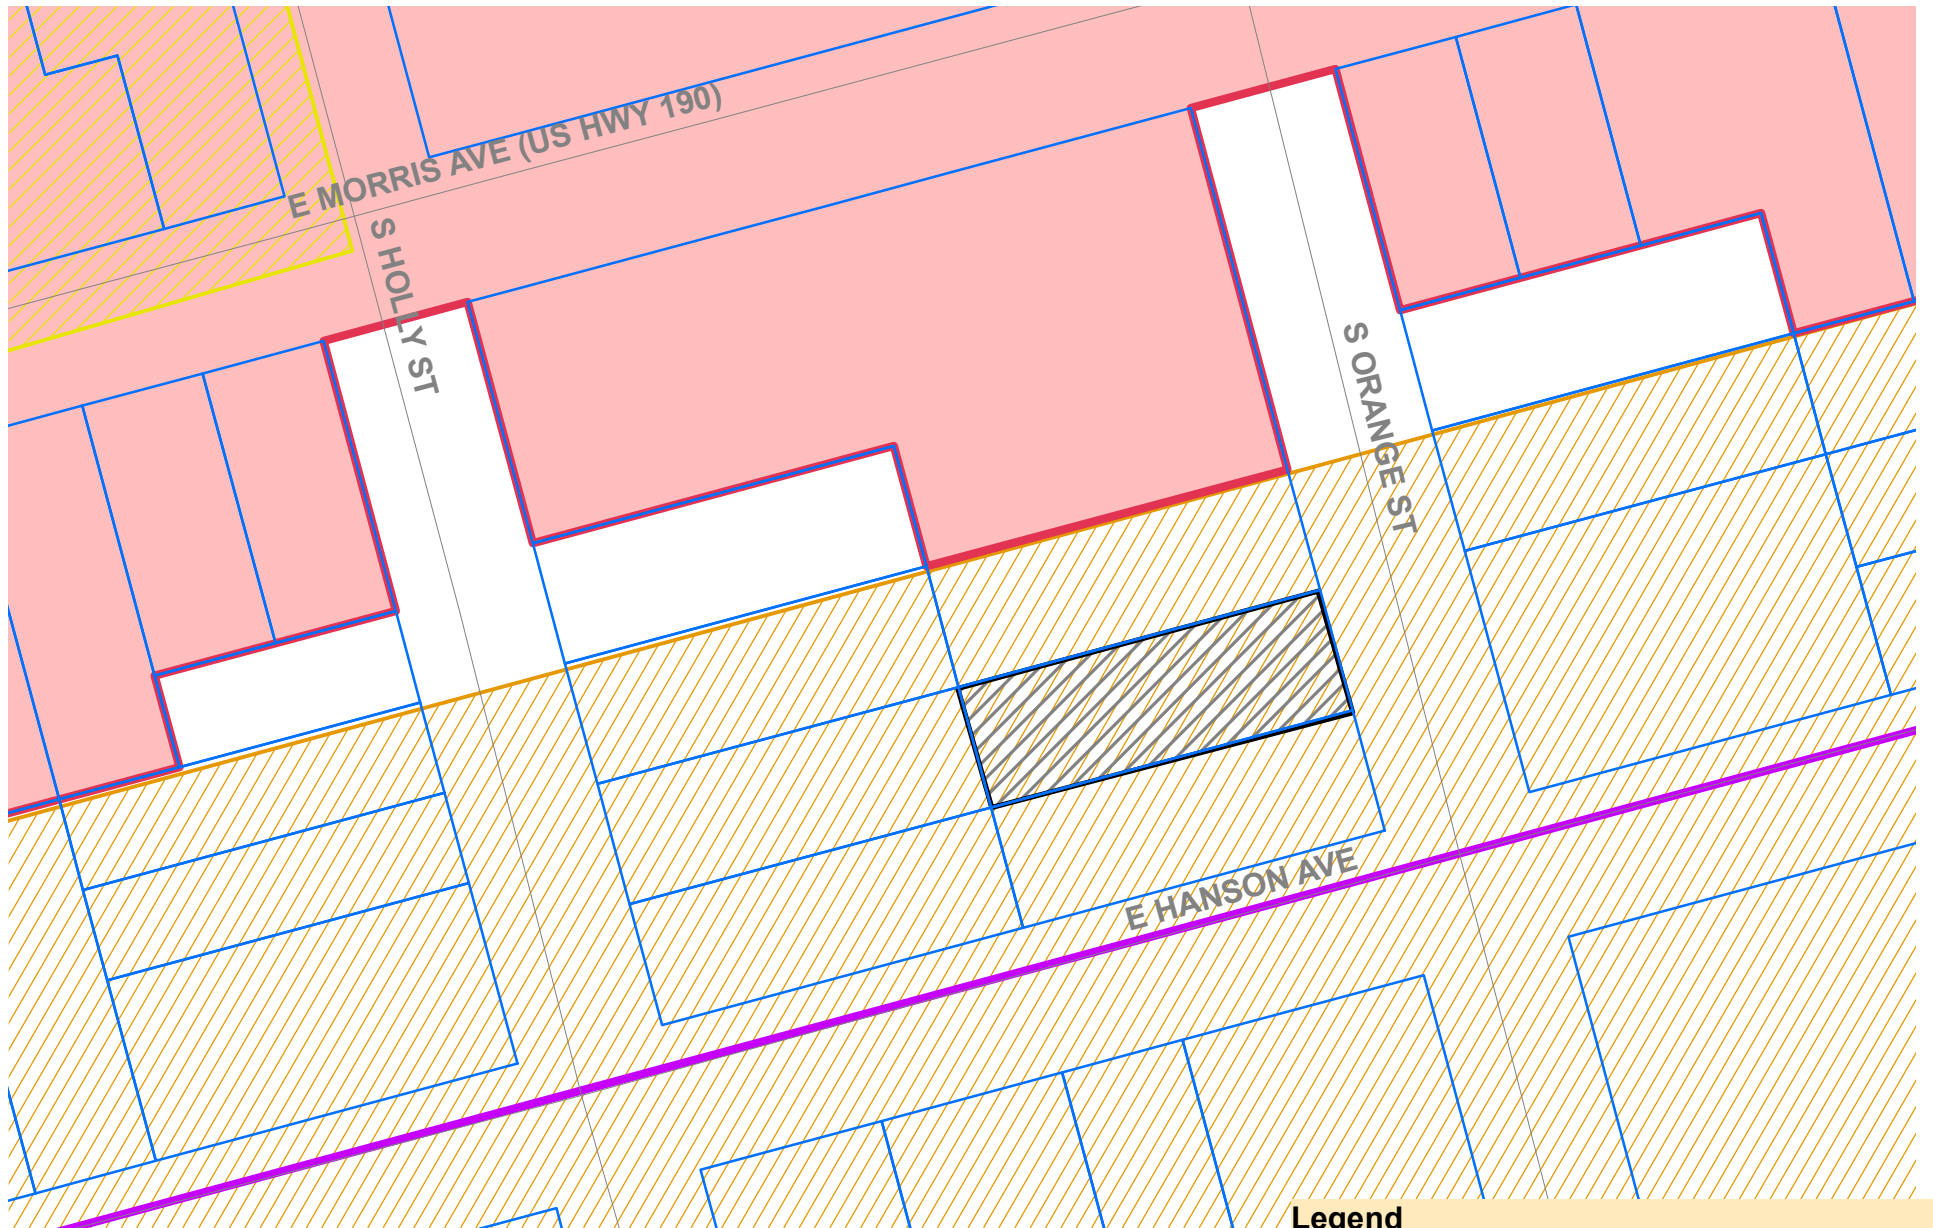 E MORRIS AVE (US HWY 190)
S HOLLY ST
S ORANGE ST
E HANSON AVE
Legend